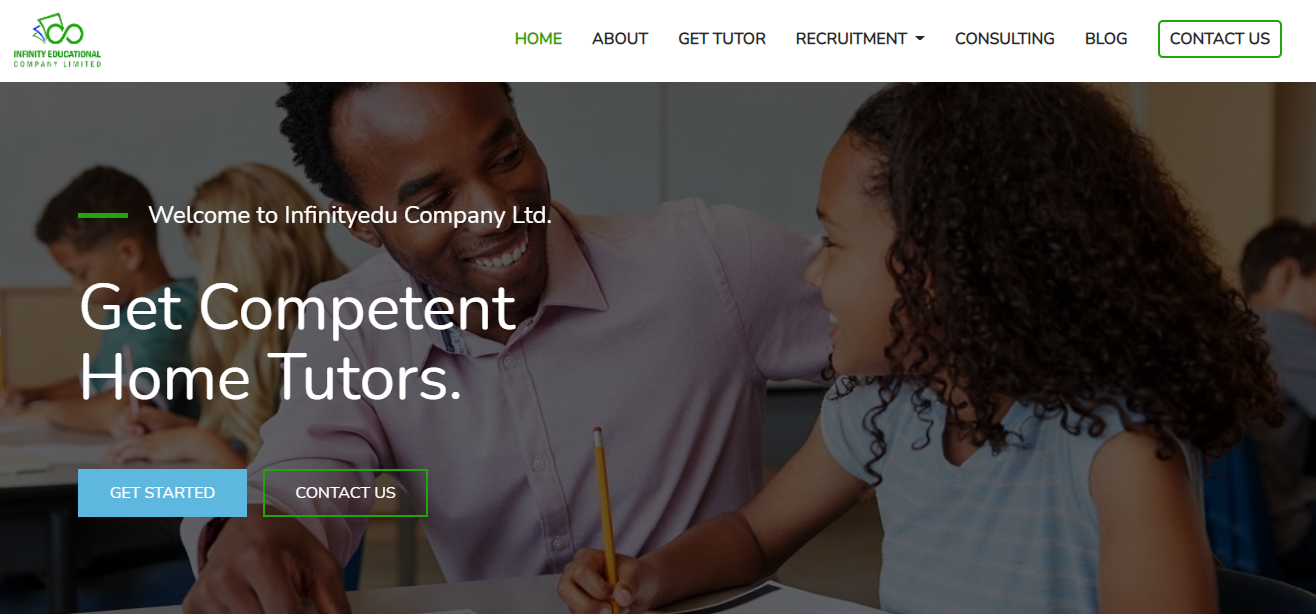 INFINITY EDUCATIONAL
COMPANY LIMITED
HOME ABOUT GET TUTOR RECRUITMENT CONSULTING BLOG CONTACT US
Welcome to Infinityedu Company Ltd.
Get Competent
Home Tutors.
GET STARTED CONTACT US